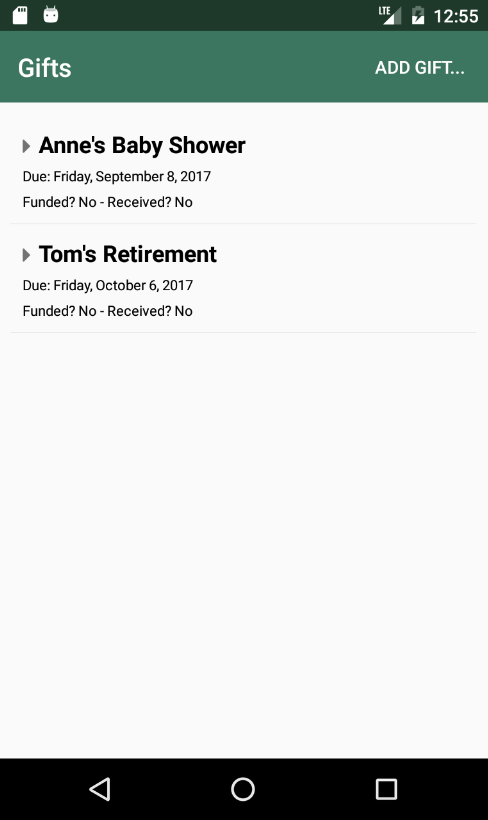 LTE 12:55
Gifts ADD GIFT...
Anne's Baby Shower
Due: Friday, September 8, 2017
Funded? No - Received? No
Tom's Retirement
Due: Friday, October 6, 2017
Funded? No - Received? No